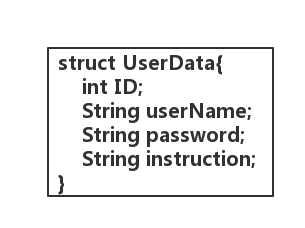 struct UserData{
int ID;
String userName;
String password;
String instruction;
}